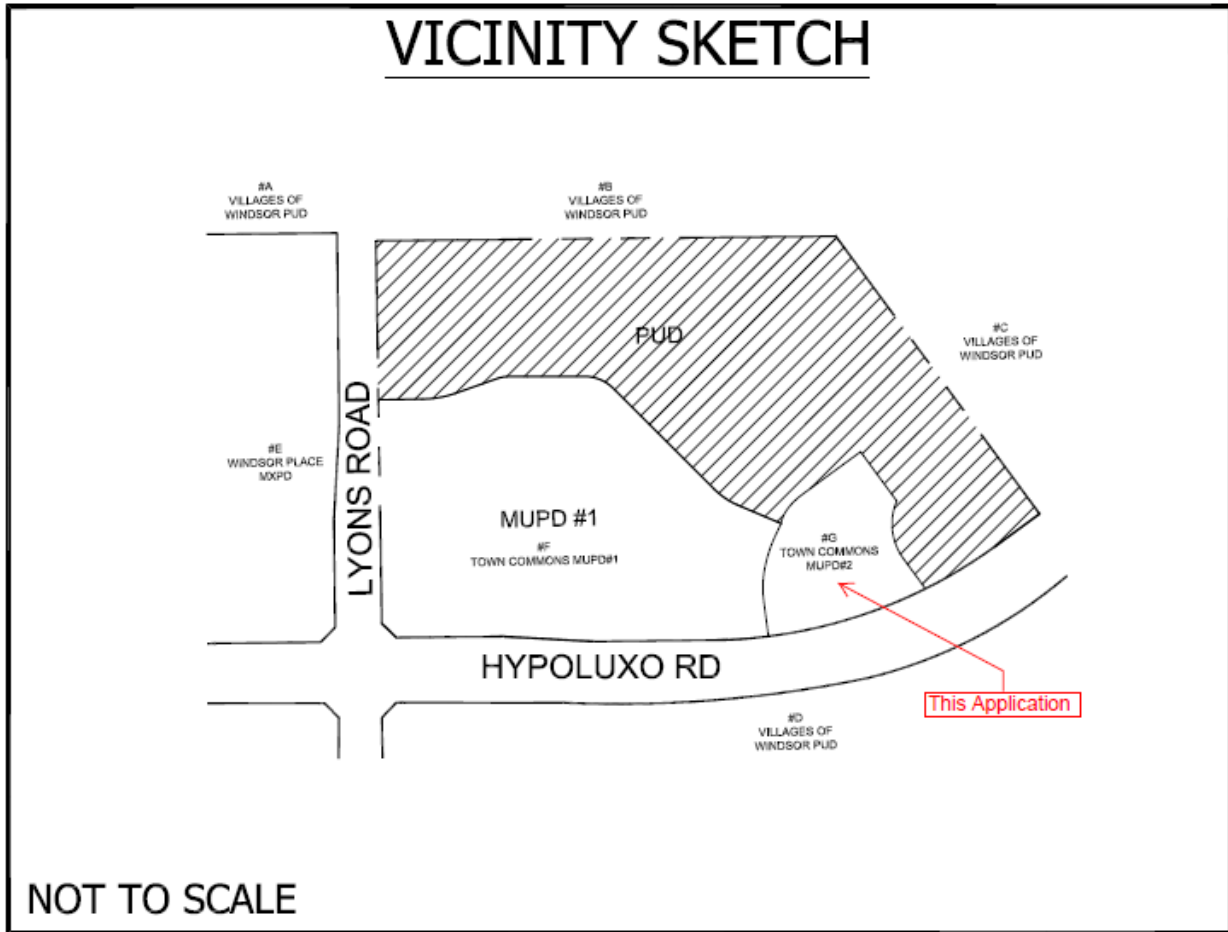 VICINITY SKETCH
#A
VILLAGES OF
WINDSOR PUD
#B
VILLAGES OF
WINDSOR PUD
PUD
#C
VILLAGES OF
WINDSOR PUD
#E
WINDSOR PLACE
MXPD
LYONS ROAD
MUPD #1
#F
TOWN COMMONS MUPD#1
#G
TOWN COMMONS
MUPD#2
HYPOLUXO RD
This Application
#D
VILLAGES OF
WINDSOR PUD
NOT TO SCALE